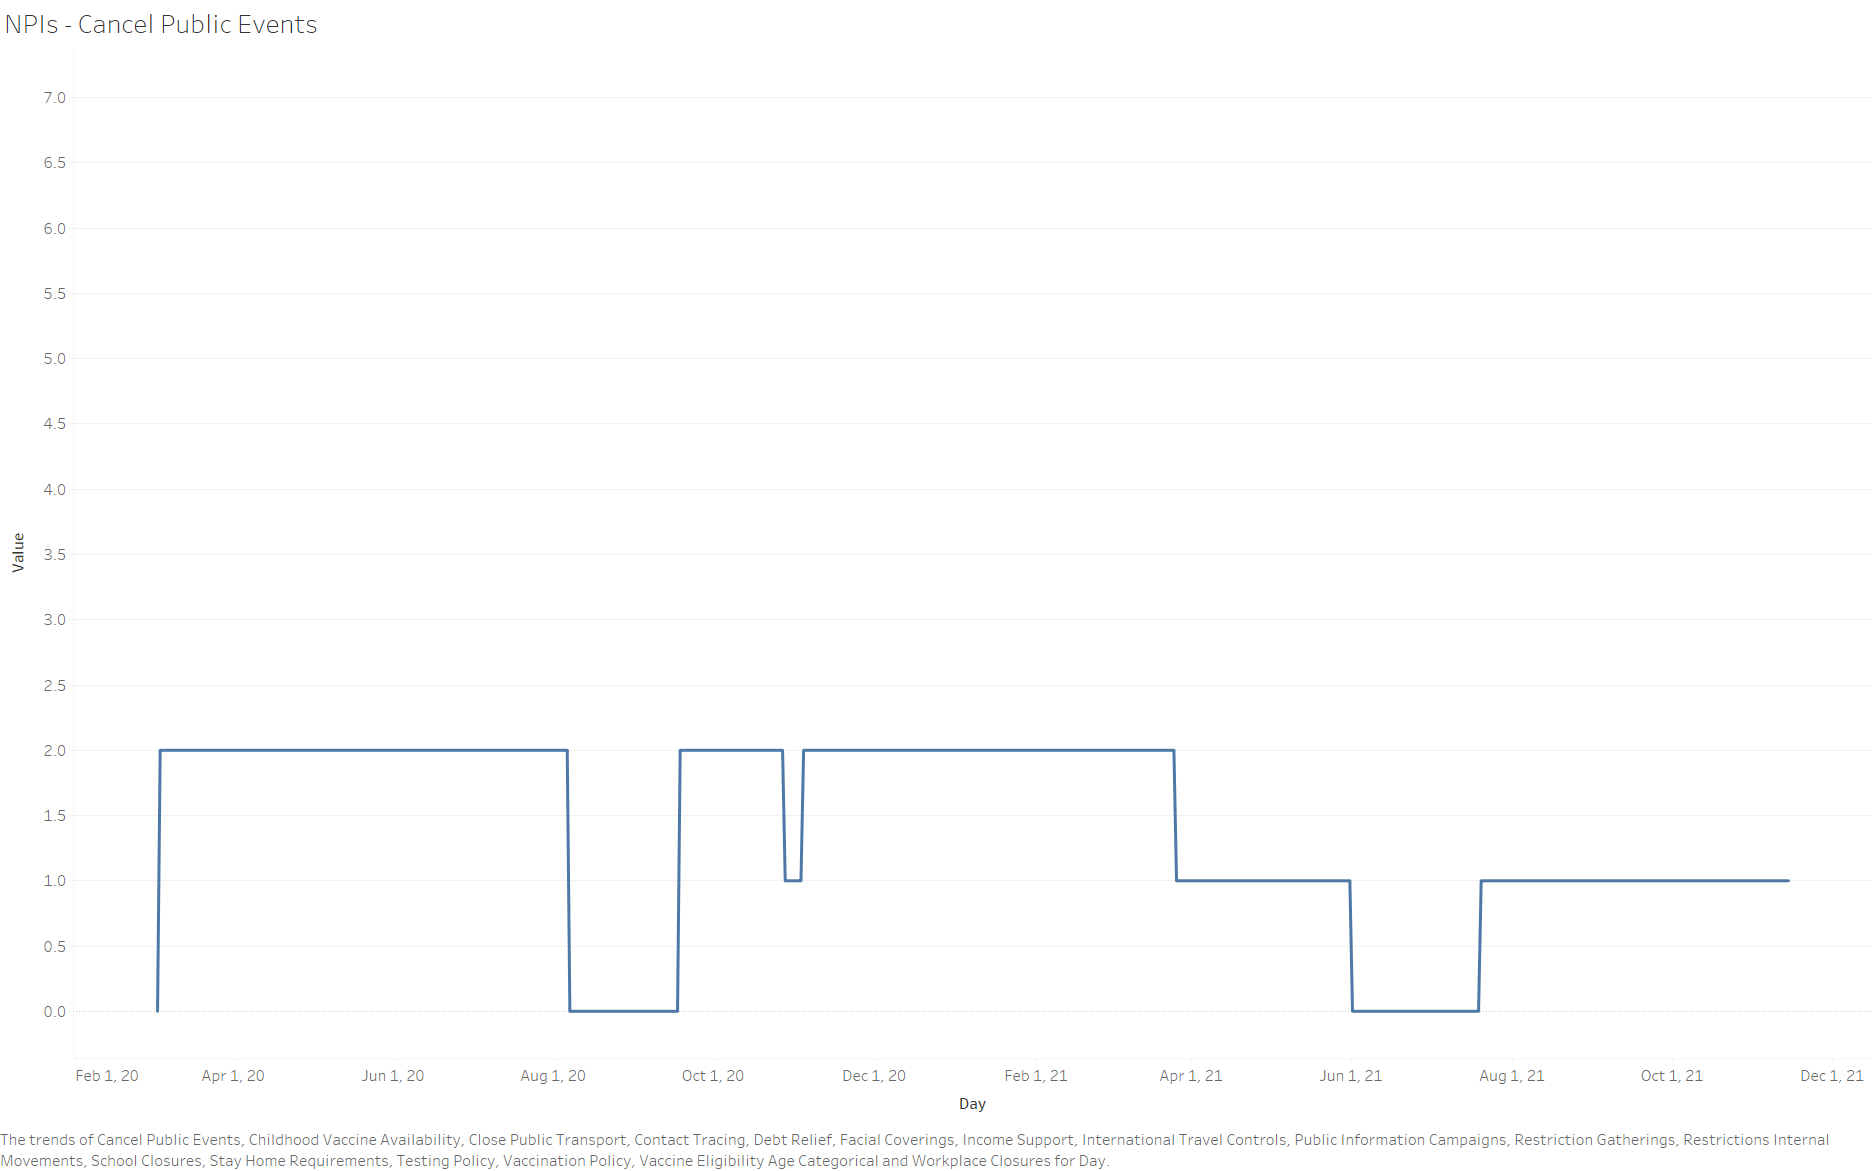 NPIs - Cancel Public Events
7.0
6.5
6.0
5.5
5.0
4.5
4.0
3.5
3.0
2.5
2.0
1.5
1.0
0.5
0.0
Value
Feb 1, 20 Apr 1, 20 Jun 1, 20 Aug 1, 20 Oct 1, 20 Dec 1, 20 Feb 1, 21 Apr 1, 21 Jun 1, 21 Aug 1, 21 Oct 1, 21 Dec 1, 21
Day
The trends of Cancel Public Events, Childhood Vaccine Availability, Close Public Transport, Contact Tracing, Debt Relief, Facial Coverings, Income Support, International Travel Controls, Public Information Campaigns, Restriction Gatherings, Restrictions Internal
Movements, School Closures, Stay Home Requirements, Testing Policy, Vaccination Policy, Vaccine Eligibility Age Categorical and Workplace Closures for Day.